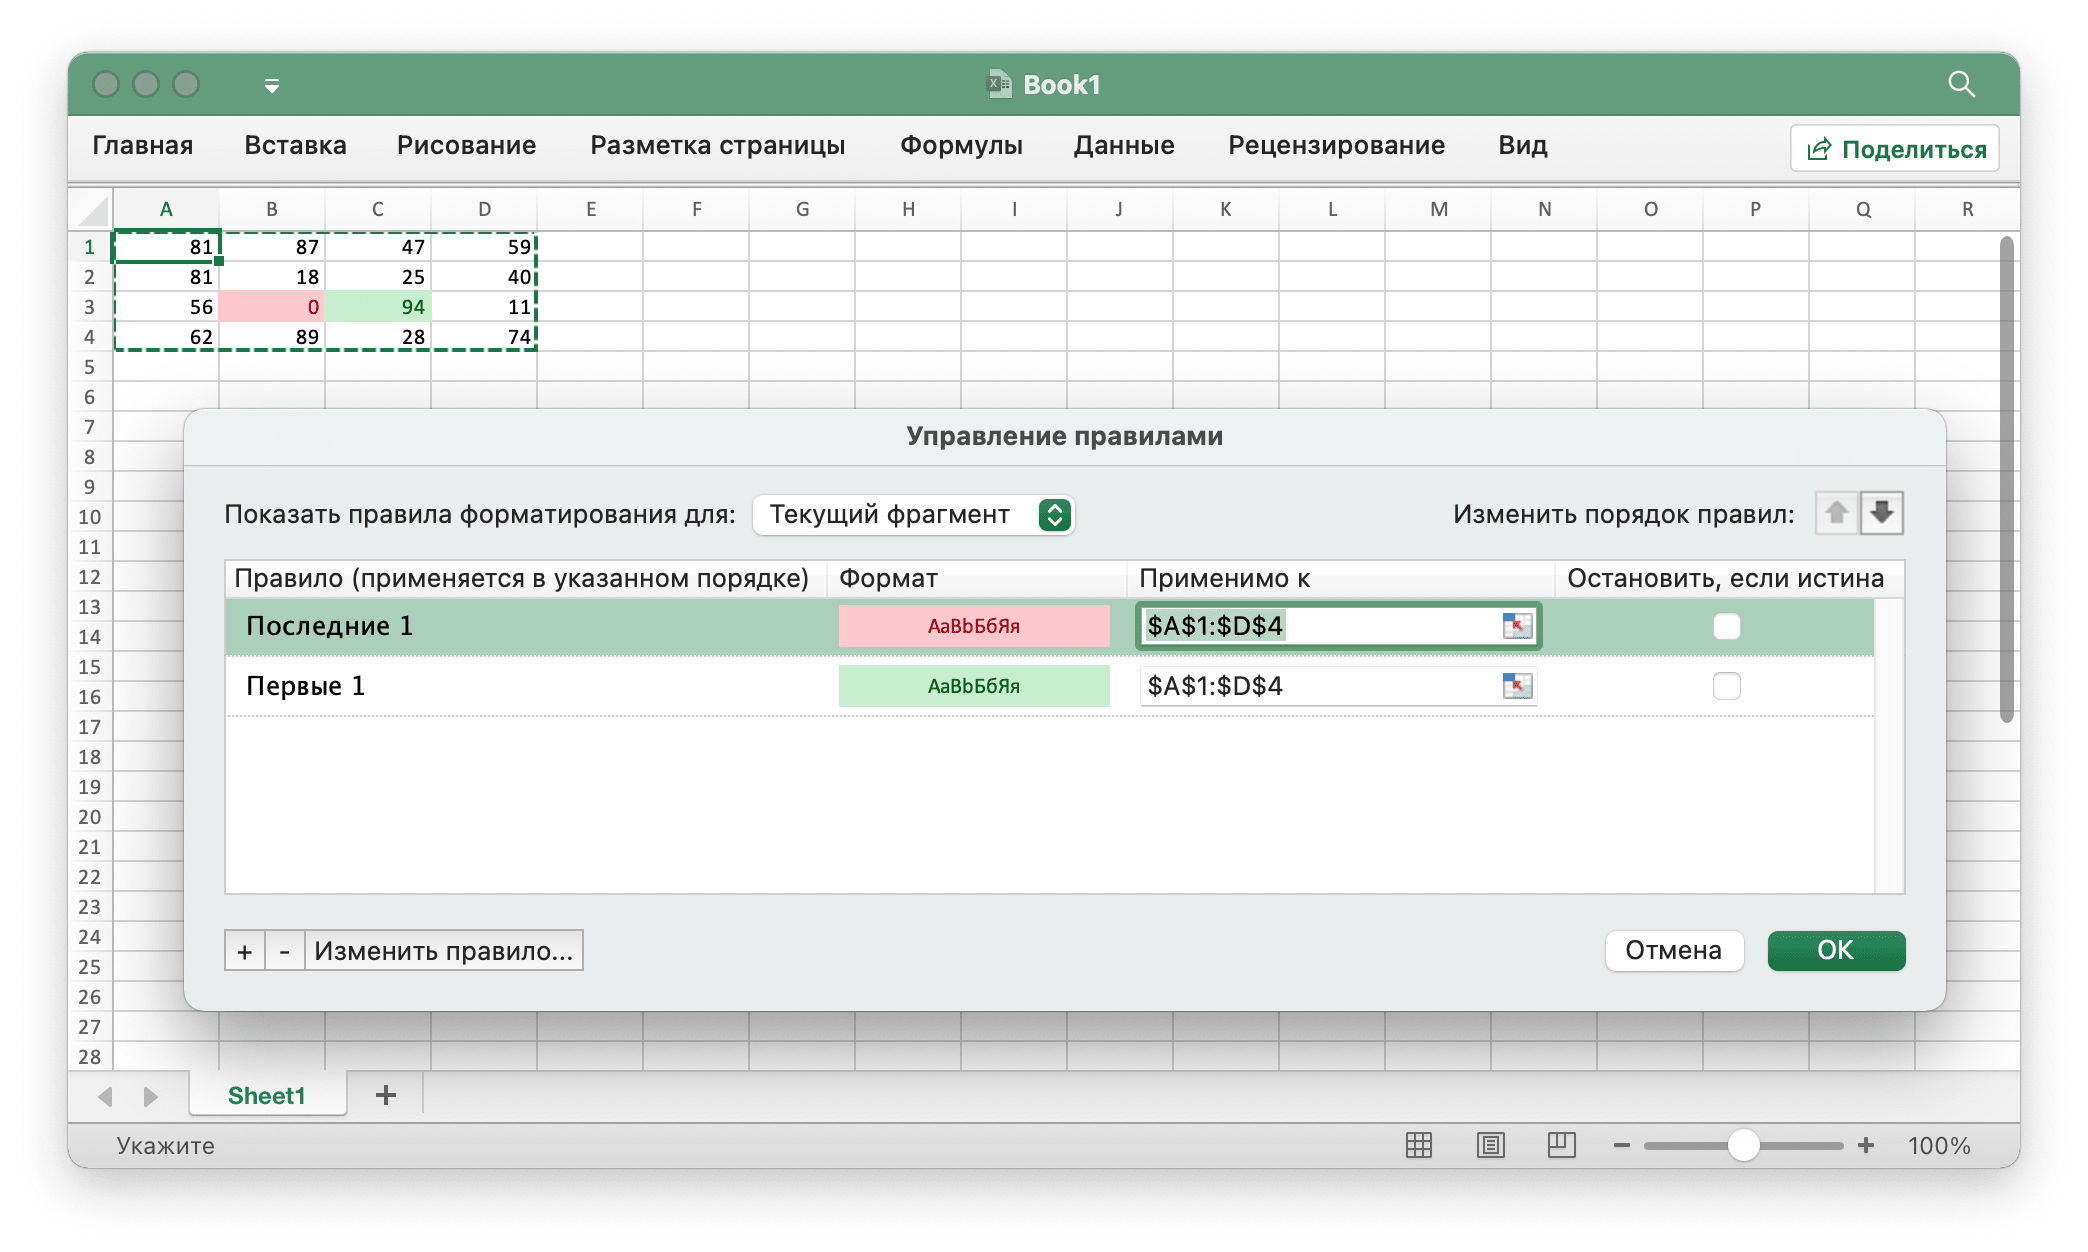 Book1
Главная Вставка Рисование Разметка страницы Формулы Данные Рецензирование Вид Поделиться
A B C D E F G H I J K L M N O P Q R
1 81 87 47 59
2 81 18 25 40
3 56 0 94 11
4 62 89 28 74
5
6
7
Управление правилами
8
9
10 Показать правила форматирования для: Текущий фрагмент Изменить порядок правил:
11
12 Правило (применяется в указанном порядке) Формат Применимо к Остановить, если истина
13
14 Последние 1 АаВbБбЯя $A$1:$D$4
15
16 Первые 1 АаВbБбЯя $A$1:$D$4
17
18
19
20
21
22
23
24
+ - Изменить правило... Отмена OK
25
26
27
28
Sheet1 +
Укажите − + 100%